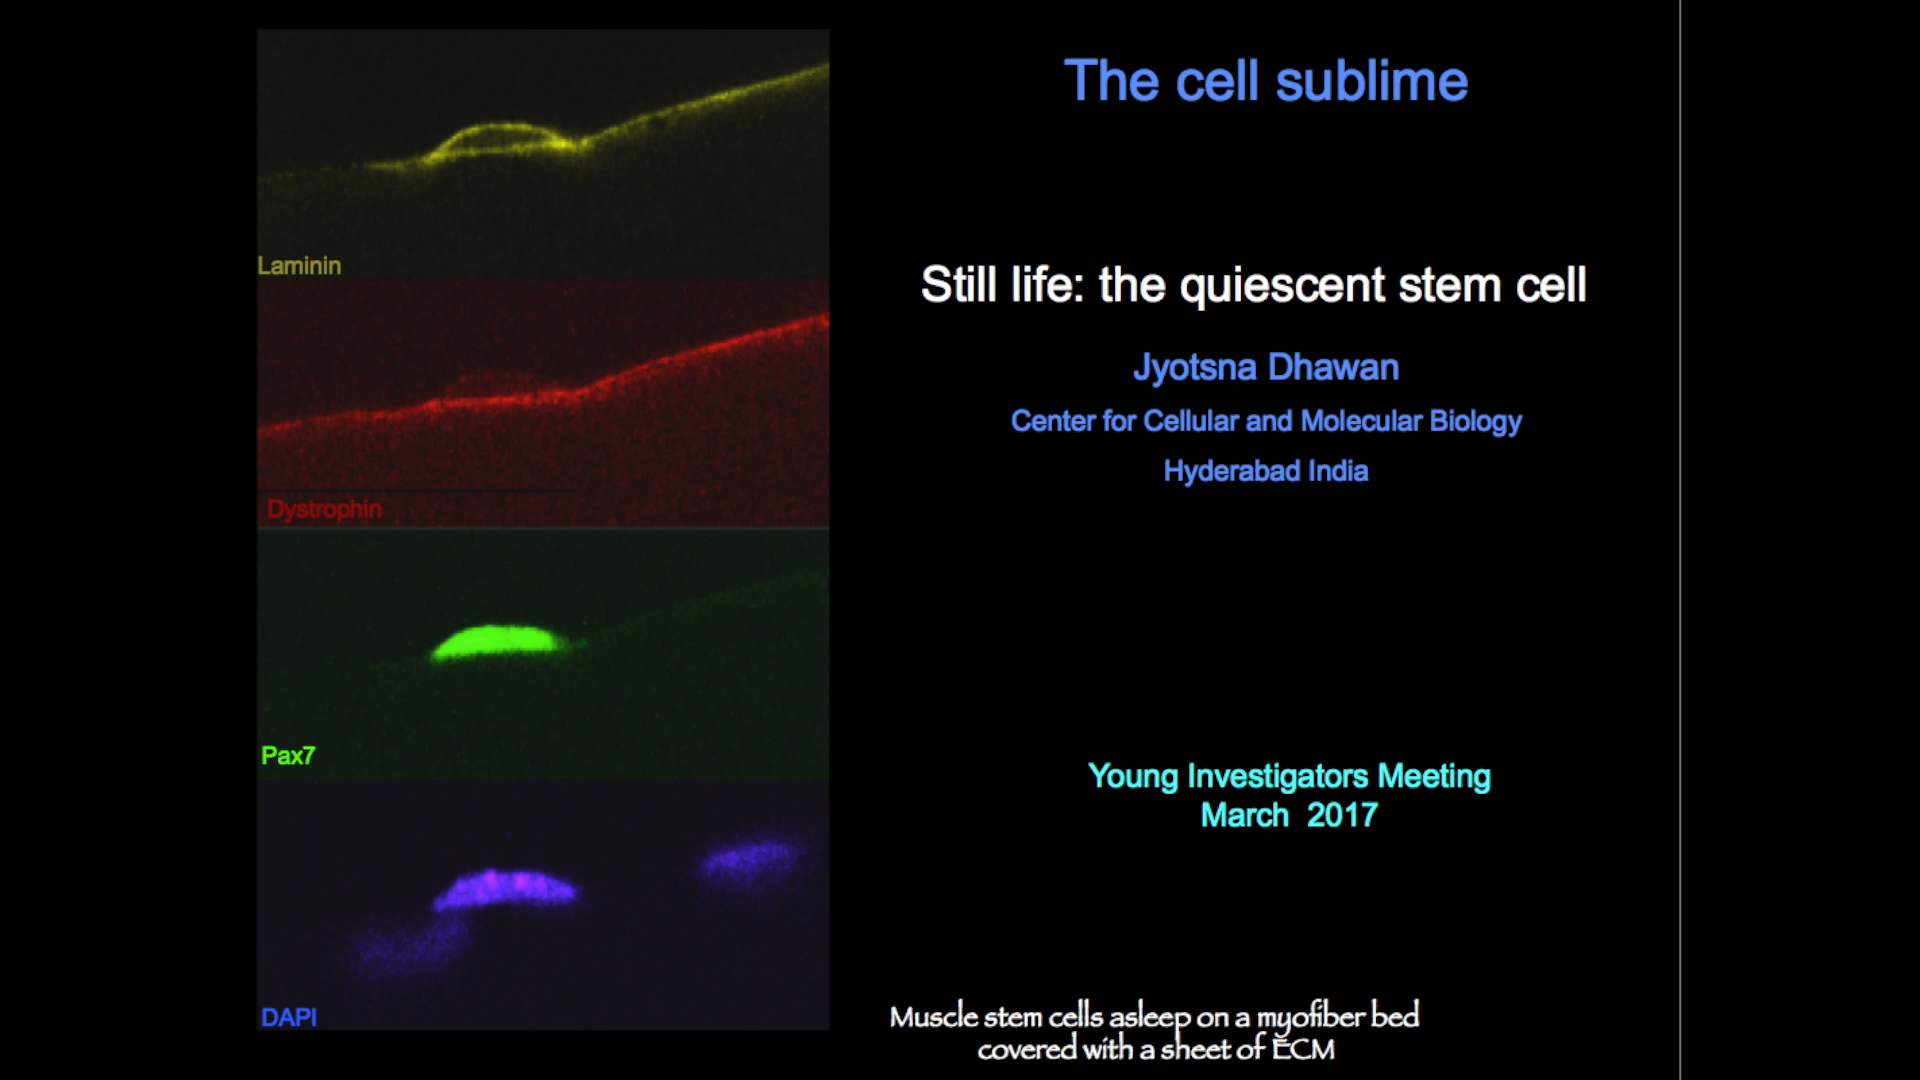 Laminin
Dystrophin
Pax7
DAPI
The cell sublime
Still life: the quiescent stem cell
Jyotsna Dhawan
Center for Cellular and Molecular Biology
Hyderabad India
Young Investigators Meeting
March 2017
Muscle stem cells asleep on a myofiber bed
covered with a sheet of ECM